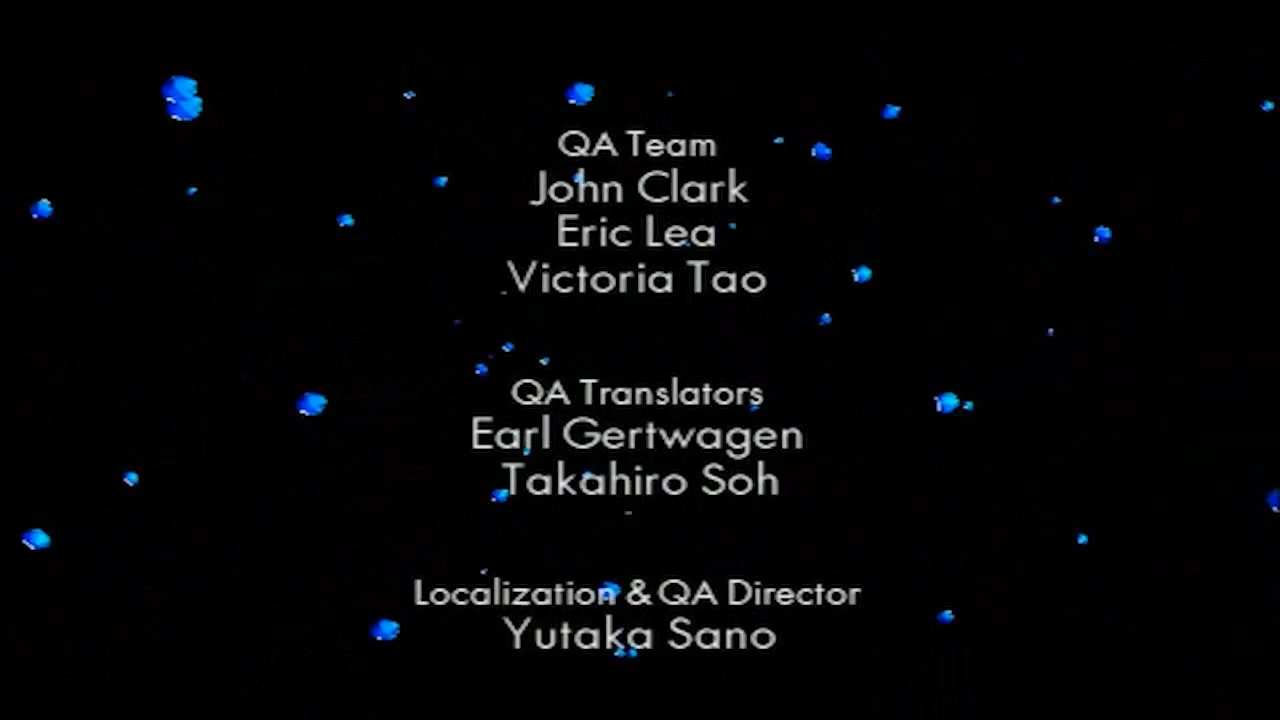 QA Team
John Clark
Eric Lea
Victoria Tao
QA Translators
Earl Gertwagen
Takahiro Soh
Localization & QA Director
Yutaka Sano